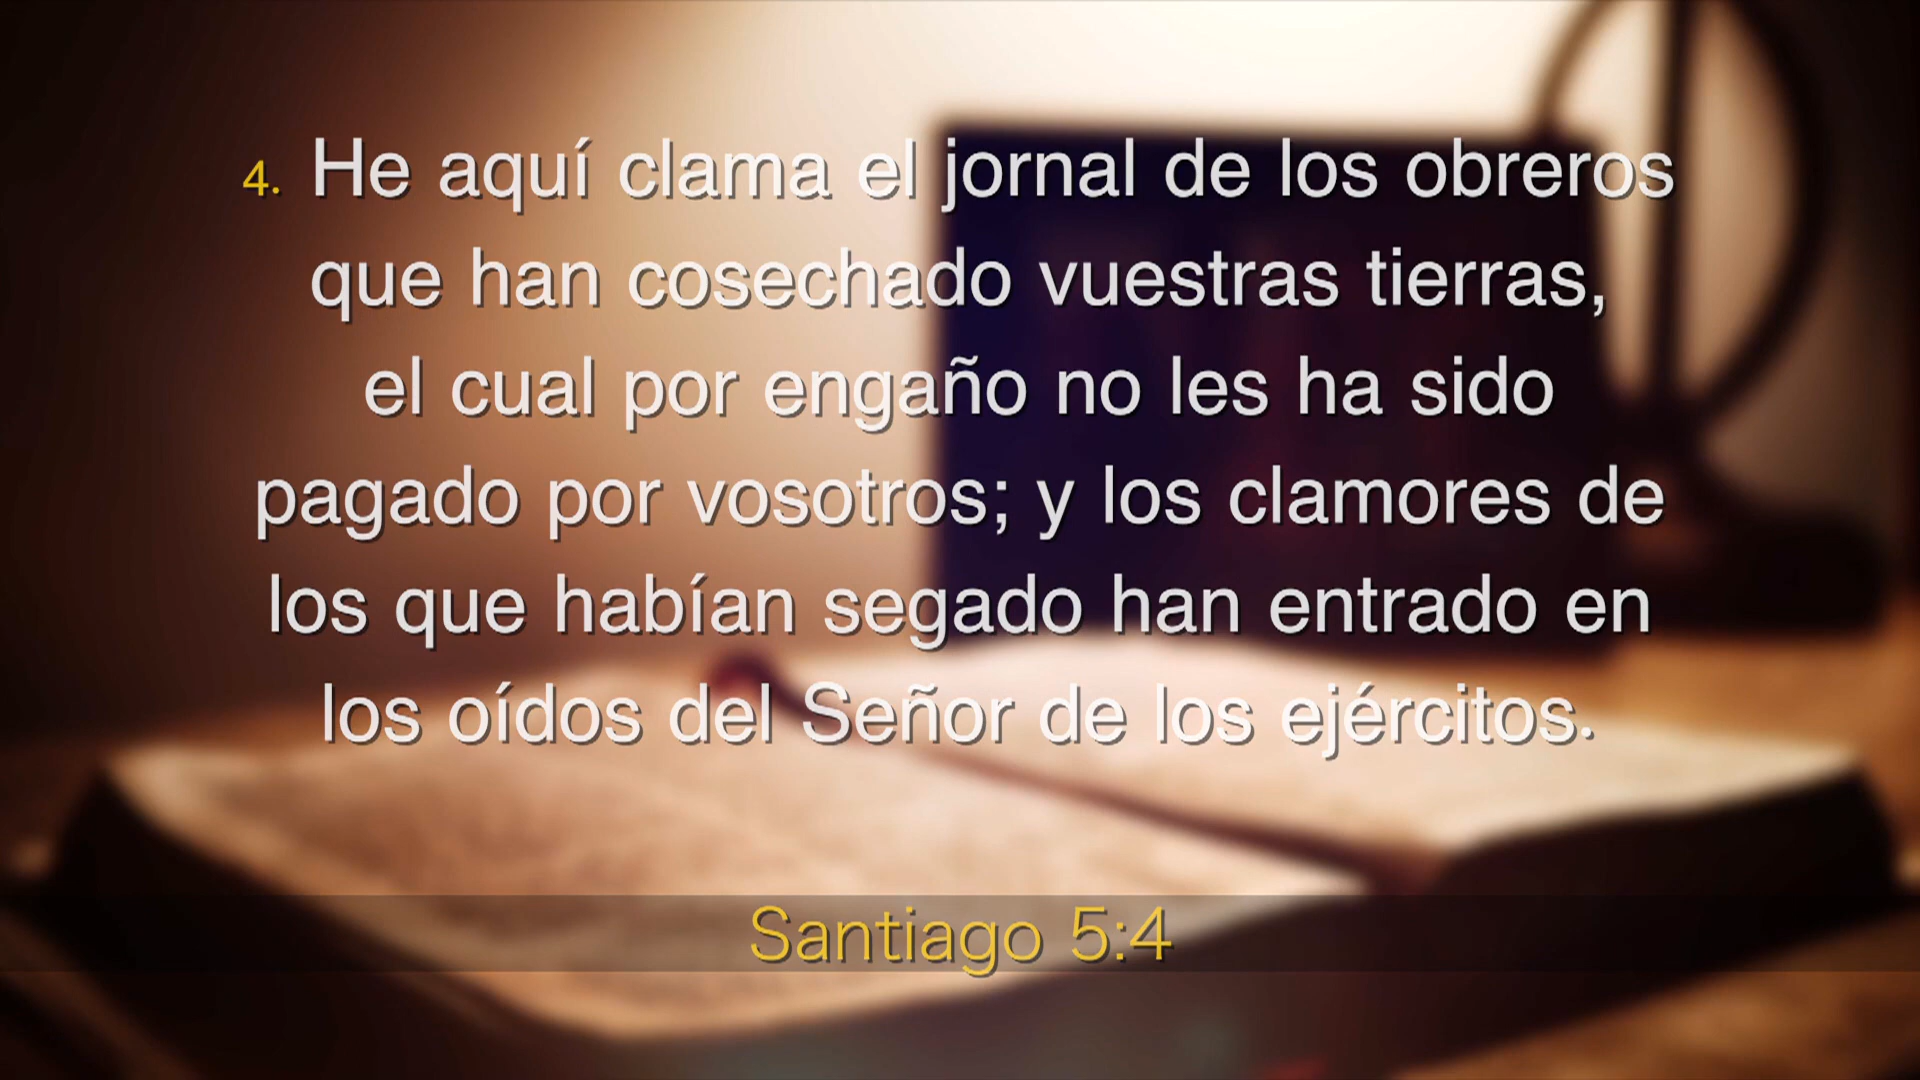 4. He aquí clama el jornal de los obreros
que han cosechado vuestras tierras,
el cual por engaño no les ha sido
pagado por vosotros; y los clamores de
los que habían segado han entrado en
los oídos del Señor de los ejércitos.
Santiago 5:4